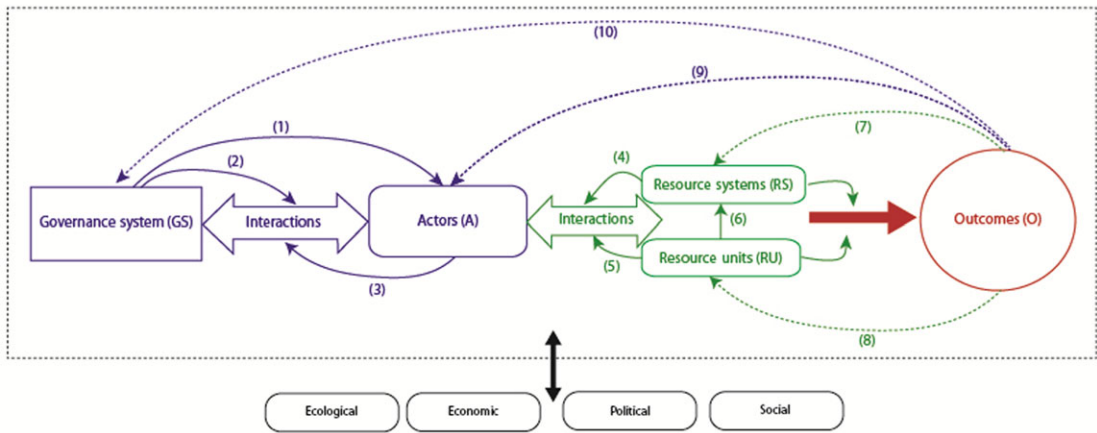 (10)
(9)
(1)
(7)
(2)
(4)
Resource systems (RS)
Governance system (GS)
Interactions
Actors (A)
Interactions
(6)
Outcomes (O)
Resource units (RU)
(5)
(3)
(8)
Ecological
Economic
Political
Social